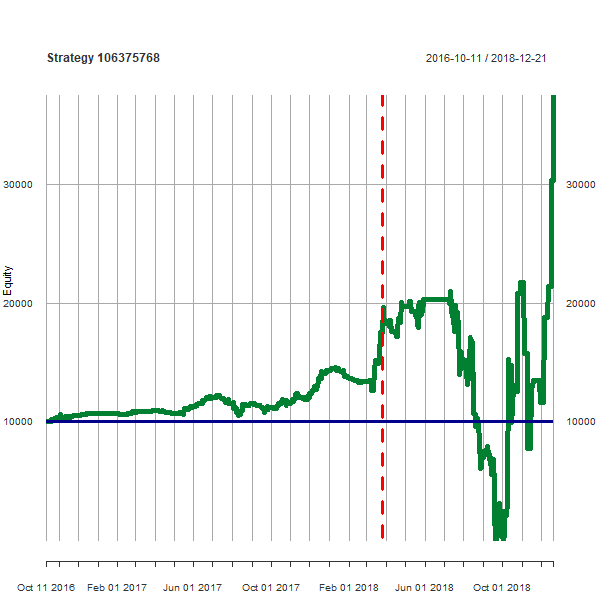 Strategy 106375768
2016-10-11 / 2018-12-21
30000
30000
20000
20000
10000
10000
Equity
Oct 11 2016
Feb 01 2017
Jun 01 2017
Oct 01 2017
Feb 01 2018
Jun 01 2018
Oct 01 2018